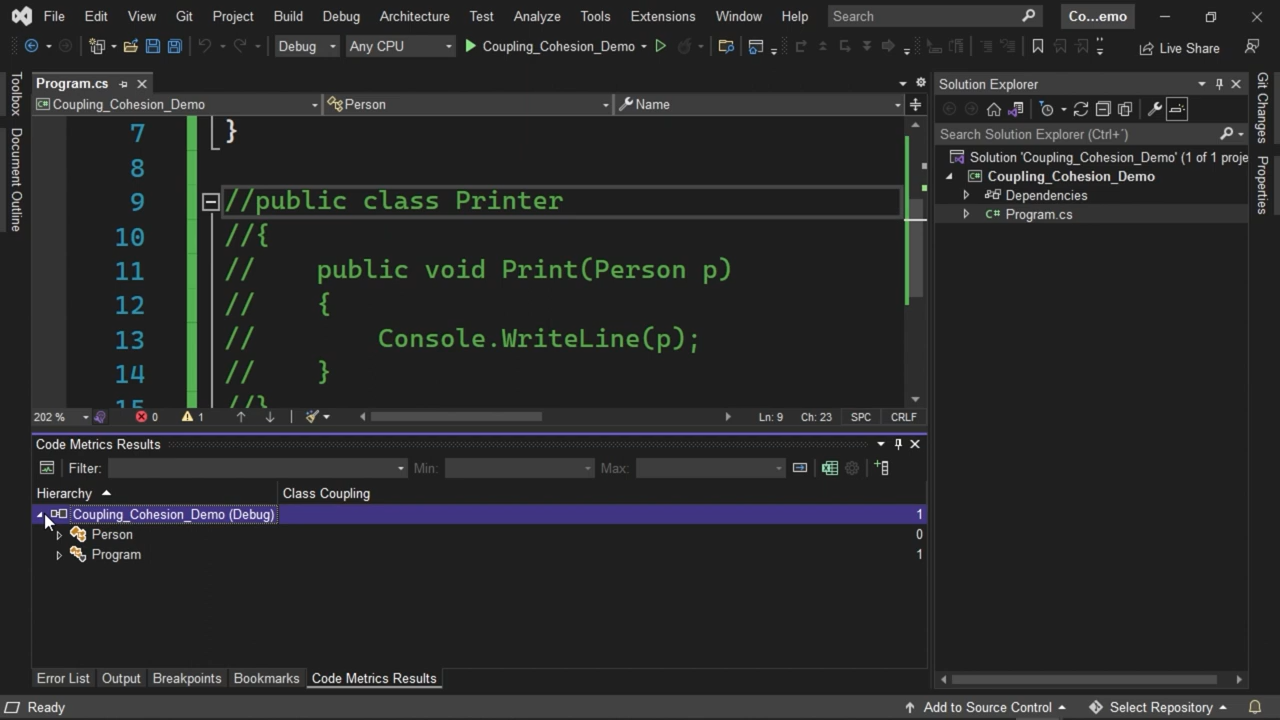 File Edit View Git Project Build Debug Architecture Test Analyze Tools Extensions Window Help Search Co...emo
Debug Any CPU Coupling_Cohesion_Demo Live Share
Toolbox
Document Outline
Program.cs
Coupling_Cohesion_Demo Person Name
7 }
8
9 //public class Printer
10 //{
11 //    public void Print(Person p)
12 //    {
13 //        Console.WriteLine(p);
14 //    }
15 //}
202 % 0 1 Ln: 9 Ch: 23 SPC CRLF
Code Metrics Results
Filter: Min: Max:
Hierarchy Class Coupling
Coupling_Cohesion_Demo (Debug) 1
Person 0
Program 1
Error List Output Breakpoints Bookmarks Code Metrics Results
Solution Explorer
Search Solution Explorer (Ctrl+´)
Solution 'Coupling_Cohesion_Demo' (1 of 1 proje
Coupling_Cohesion_Demo
Dependencies
C# Program.cs
Git Changes
Properties
Ready Add to Source Control Select Repository